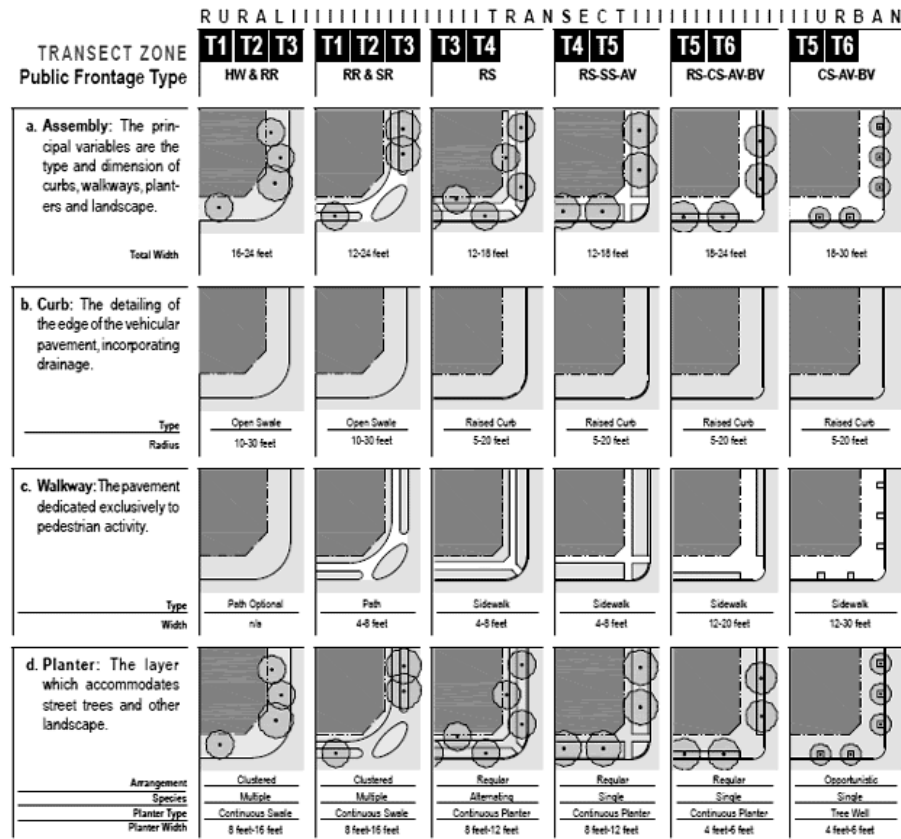 RURAL IIIIIIIIIIIIIIII TRANSECT IIIIIIIIIIIIIIII URBAN
TRANSECT ZONE T1 T2 T3 T1 T2 T3 T3 T4 T4 T5 T5 T6 T5 T6
Public Frontage Type HW & RR RR & SR RS RS-SS-AV RS-CS-AV-BV CS-AV-BV
a. Assembly: The prin-
cipal variables are the
type and dimension of
curbs, walkways, plant-
ers and landscape.
Total Width 16-24 feet 12-24 feet 12-18 feet 12-18 feet 18-24 feet 18-30 feet
b. Curb: The detailing of
the edge of the vehicular
pavement, incorporating
drainage.
Type Open Swale Open Swale Raised Curb Raised Curb Raised Curb Raised Curb
Radius 10-30 feet 10-30 feet 5-20 feet 5-20 feet 5-20 feet 5-20 feet
c. Walkway: The pavement
dedicated exclusively to
pedestrian activity.
Type Path Optional Path Sidewalk Sidewalk Sidewalk Sidewalk
Width n/a 4-8 feet 4-8 feet 4-8 feet 12-20 feet 12-30 feet
d. Planter: The layer
which accommodates
street trees and other
landscape.
Arrangement Clustered Clustered Regular Regular Regular Opportunistic
Species Multiple Multiple Alternating Single Single Single
Planter Type Continuous Swale Continuous Swale Continuous Planter Continuous Planter Continuous Planter Tree Well
Planter Width 8 feet-16 feet 8 feet-16 feet 8 feet-12 feet 8 feet-12 feet 4 feet-6 feet 4 feet-6 feet